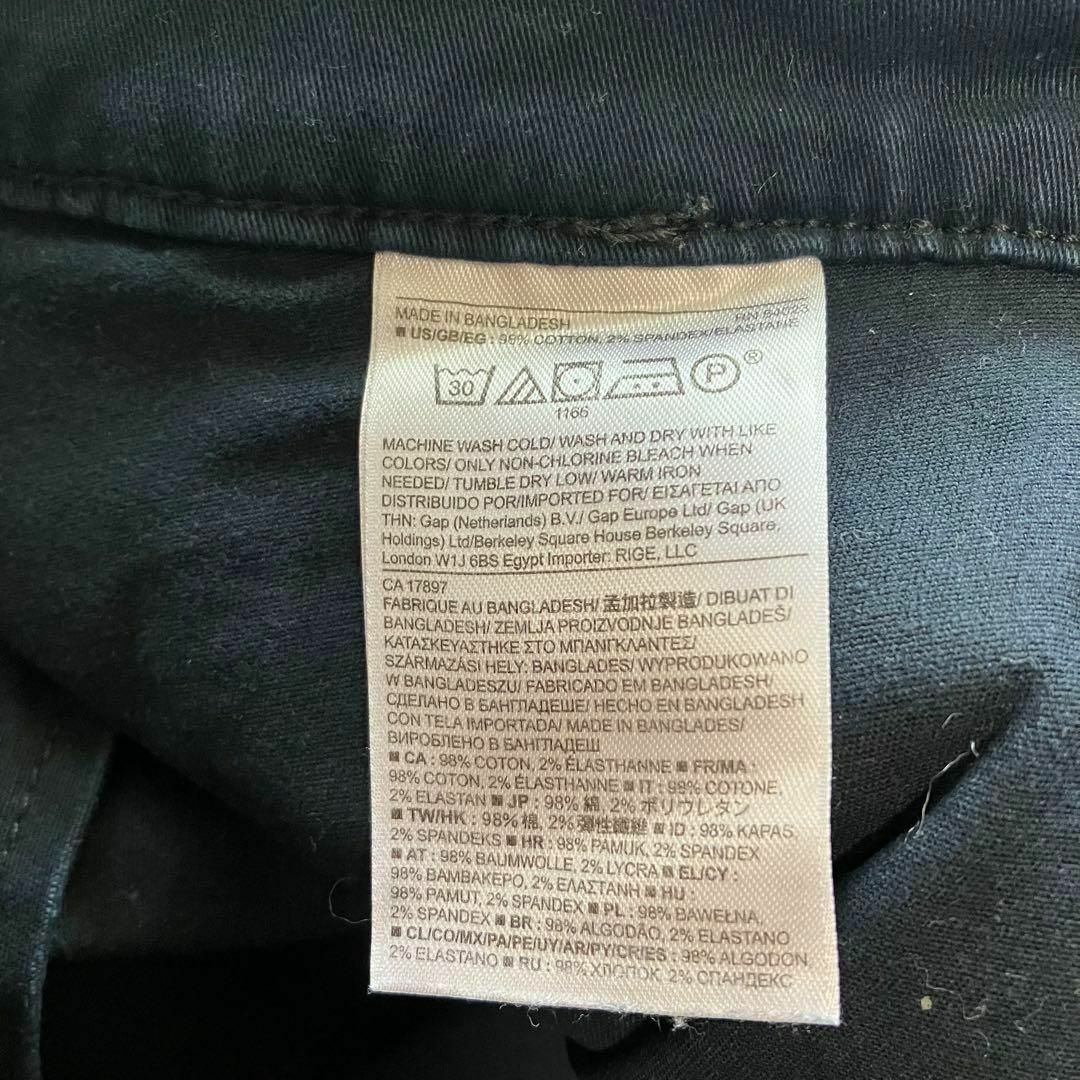 MADE IN BANGLADESH
■ US/GB/EG : 98% COTTON, 2% SPANDEX/ELASTANE
30 P ®
1166
MACHINE WASH COLD/ WASH AND DRY WITH LIKE
COLORS/ ONLY NON-CHLORINE BLEACH WHEN
NEEDED/ TUMBLE DRY LOW/ WARM IRON
DISTRIBUIDO POR/IMPORTED FOR/ ΕΙΣΑΓΕΤΑΙ ΑΠΟ
THN: Gap (Netherlands) B.V./ Gap Europe Ltd/ Gap (UK
Holdings) Ltd/Berkeley Square House Berkeley Square,
London W1J 6BS Egypt Importer: RIGE, LLC
CA 17897
FABRIQUE AU BANGLADESH/ 孟加拉製造/ DIBUAT DI
BANGLADESH/ ZEMLJA PROIZVODNJE BANGLADEŠ/
ΚΑΤΑΣΚΕΥΑΣΤΗΚΕ ΣΤΟ ΜΠΑΝΓΚΛΑΝΤΕΣ/
SZÁRMAZÁSI HELY: BANGLADES/ WYPRODUKOWANO
W BANGLADESZU/ FABRICADO EM BANGLADESH/
СДЕЛАНО В БАНГЛАДЕШЕ/ HECHO EN BANGLADESH
CON TELA IMPORTADA/ MADE IN BANGLADES/
ВИРОБЛЕНО В БАНГЛАДЕШ
■ CA : 98% COTON, 2% ÉLASTHANNE ■ FR/MA :
98% COTON, 2% ÉLASTHANNE ■ IT : 98% COTONE,
2% ELASTAN ■ JP : 98% 綿, 2% ポリウレタン
■ TW/HK : 98% 棉, 2% 彈性纖維 ■ ID : 98% KAPAS,
2% SPANDEKS ■ HR : 98% PAMUK, 2% SPANDEX
■ AT : 98% BAUMWOLLE, 2% LYCRA ■ EL/CY :
98% ΒΑΜΒΑΚΕΡΟ, 2% ΕΛΑΣΤΑΝΗ ■ HU :
98% PAMUT, 2% SPANDEX ■ PL : 98% BAWEŁNA,
2% SPANDEX ■ BR : 98% ALGODÃO, 2% ELASTANO
■ CL/CO/MX/PA/PE/UY/AR/PY/CR/ES : 98% ALGODON,
2% ELASTANO ■ RU : 98% ХЛОПОК, 2% СПАНДЕКС